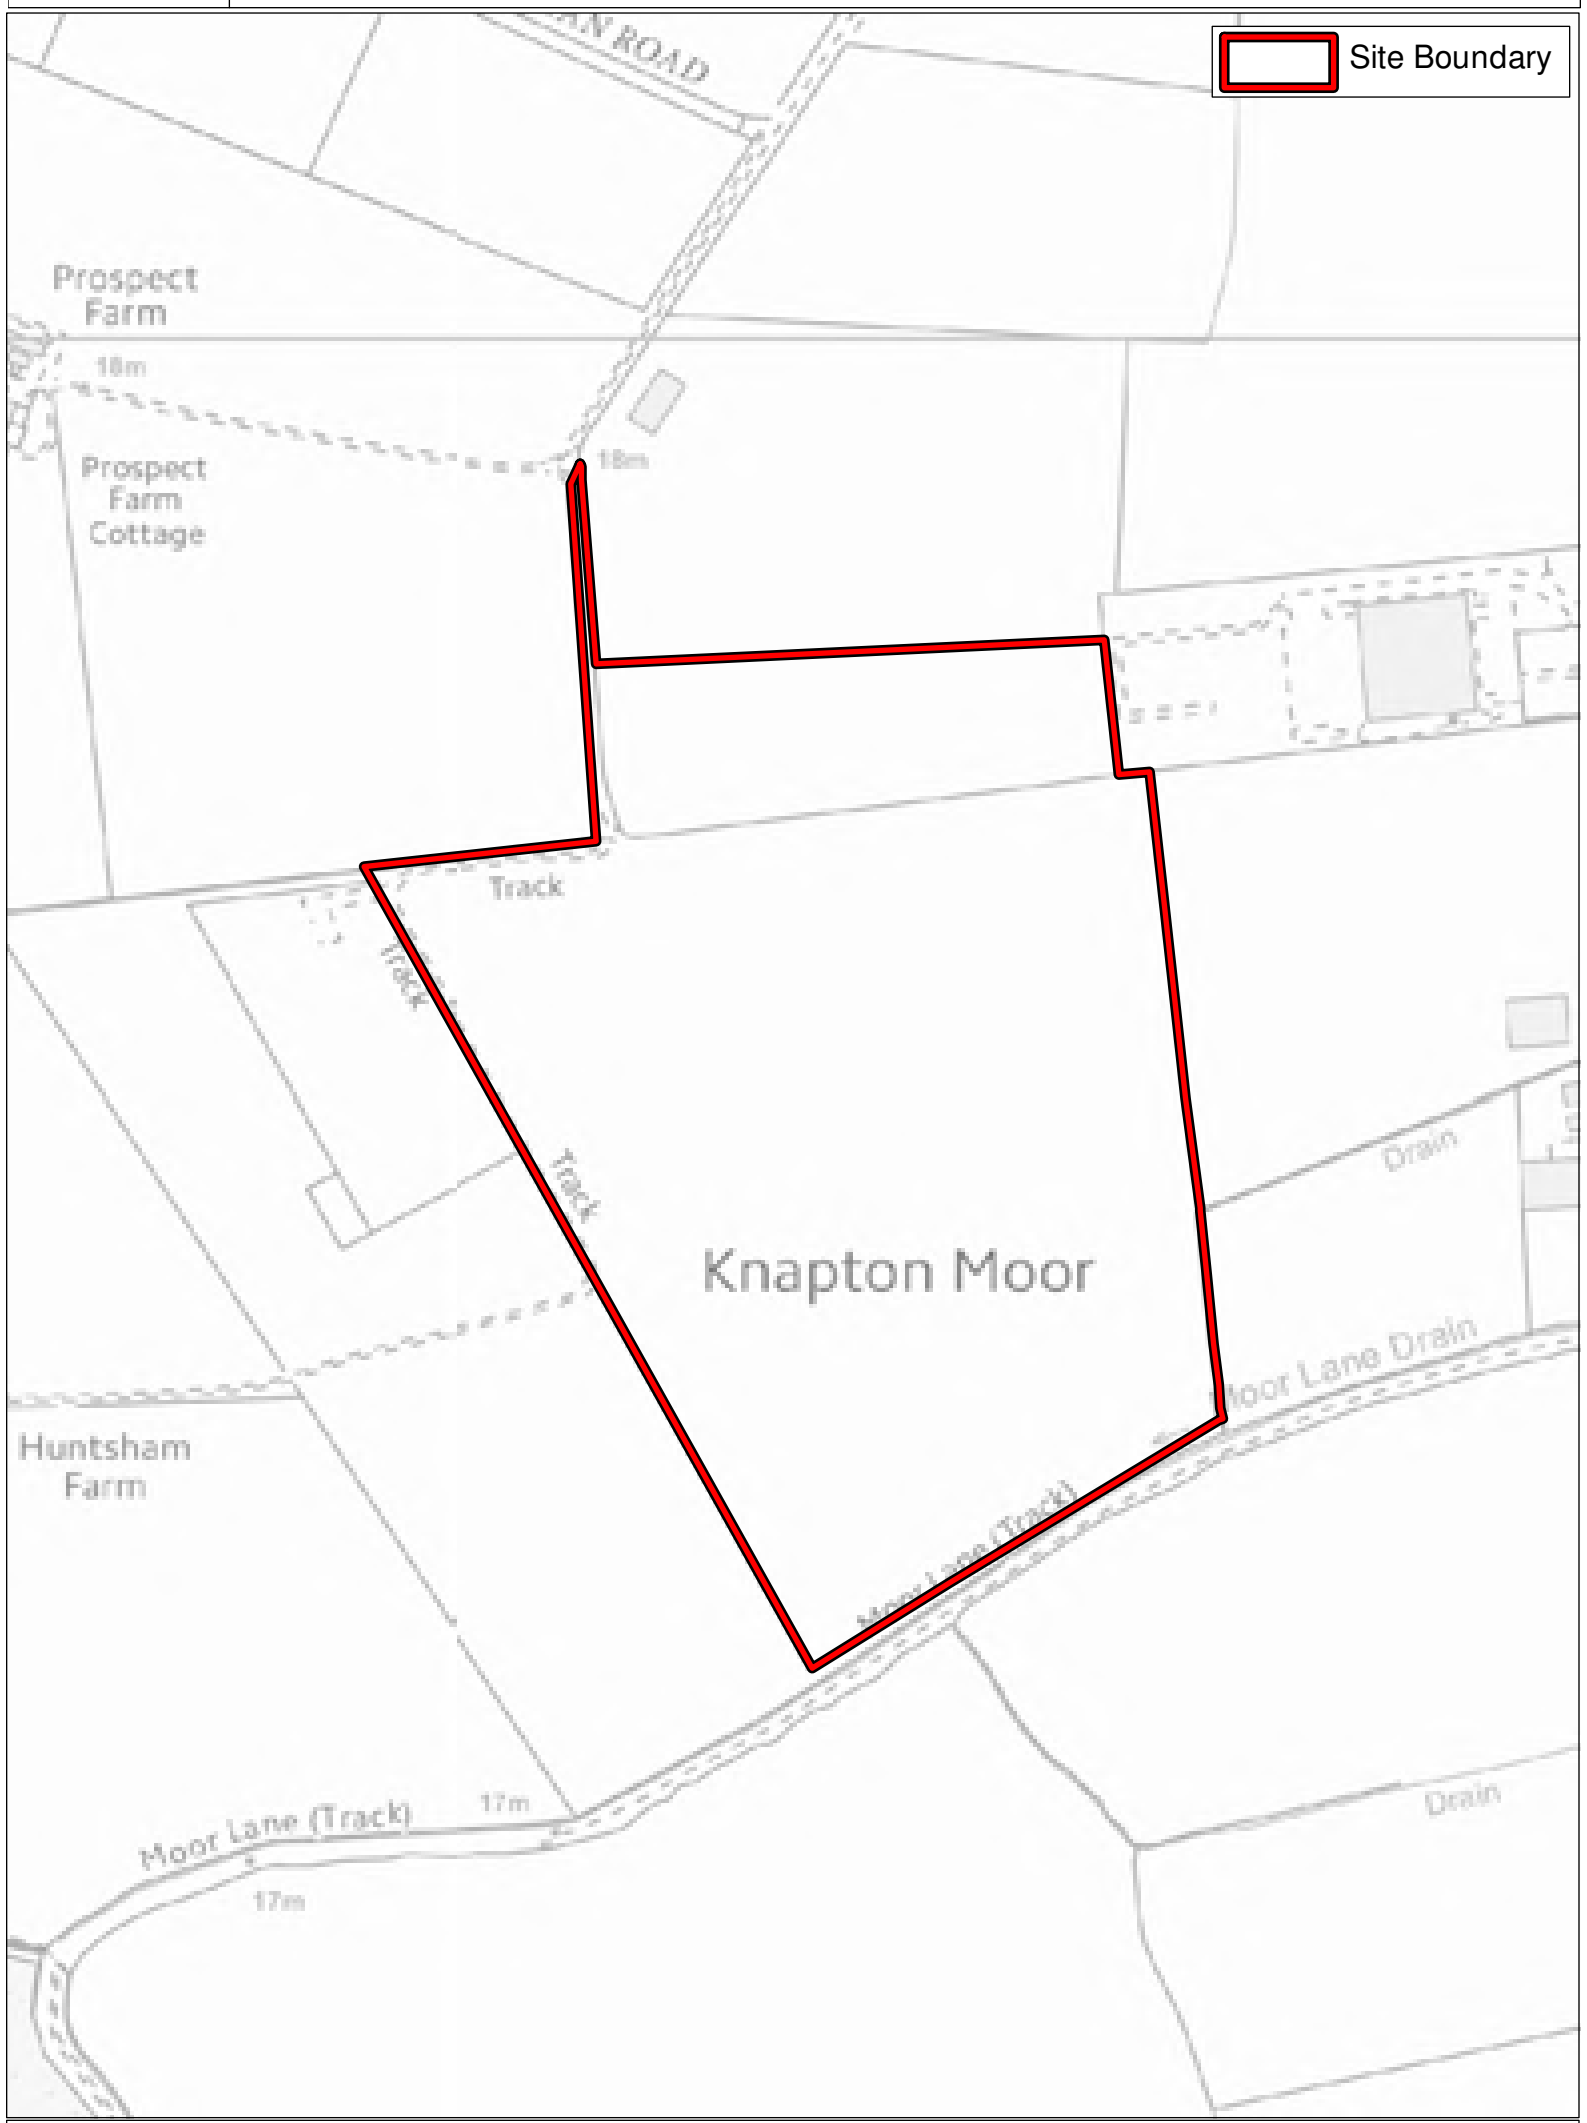 ROAD
Site Boundary
Prospect
Farm
18m
18m
Prospect
Farm
Cottage
Track
Track
Track
Drain
Knapton Moor
Moor Lane Drain
Huntsham
Farm
Moor Lane (Track)
17m
Drain
Moor Lane (Track)
17m